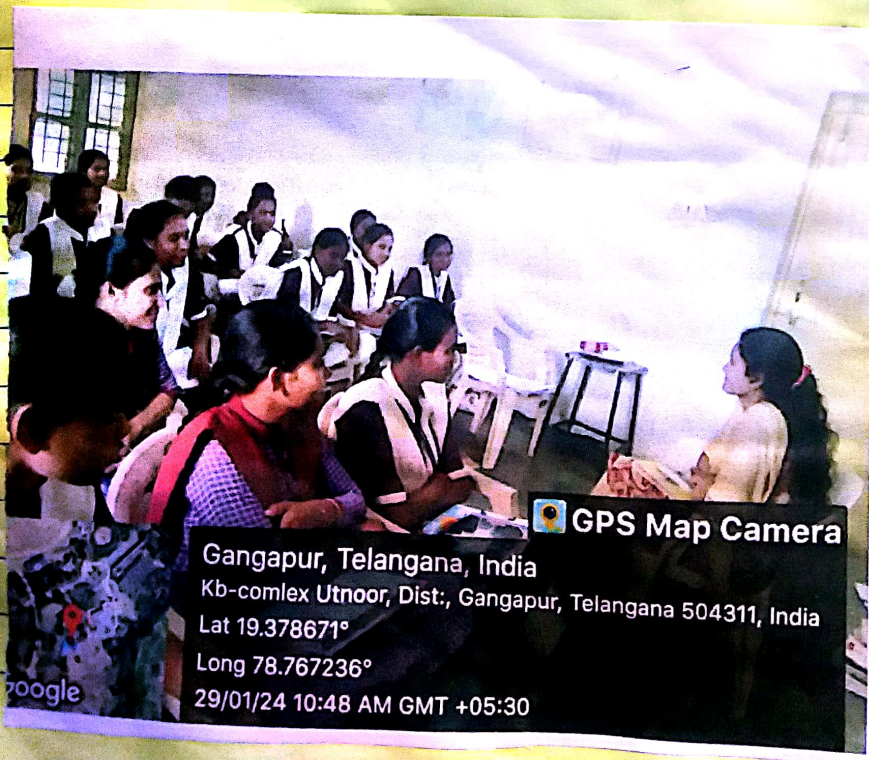 GPS Map Camera
Gangapur, Telangana, India
Kb-comlex Utnoor, Dist:, Gangapur, Telangana 504311, India
Lat 19.378671°
Long 78.767236°
29/01/24 10:48 AM GMT +05:30
Google